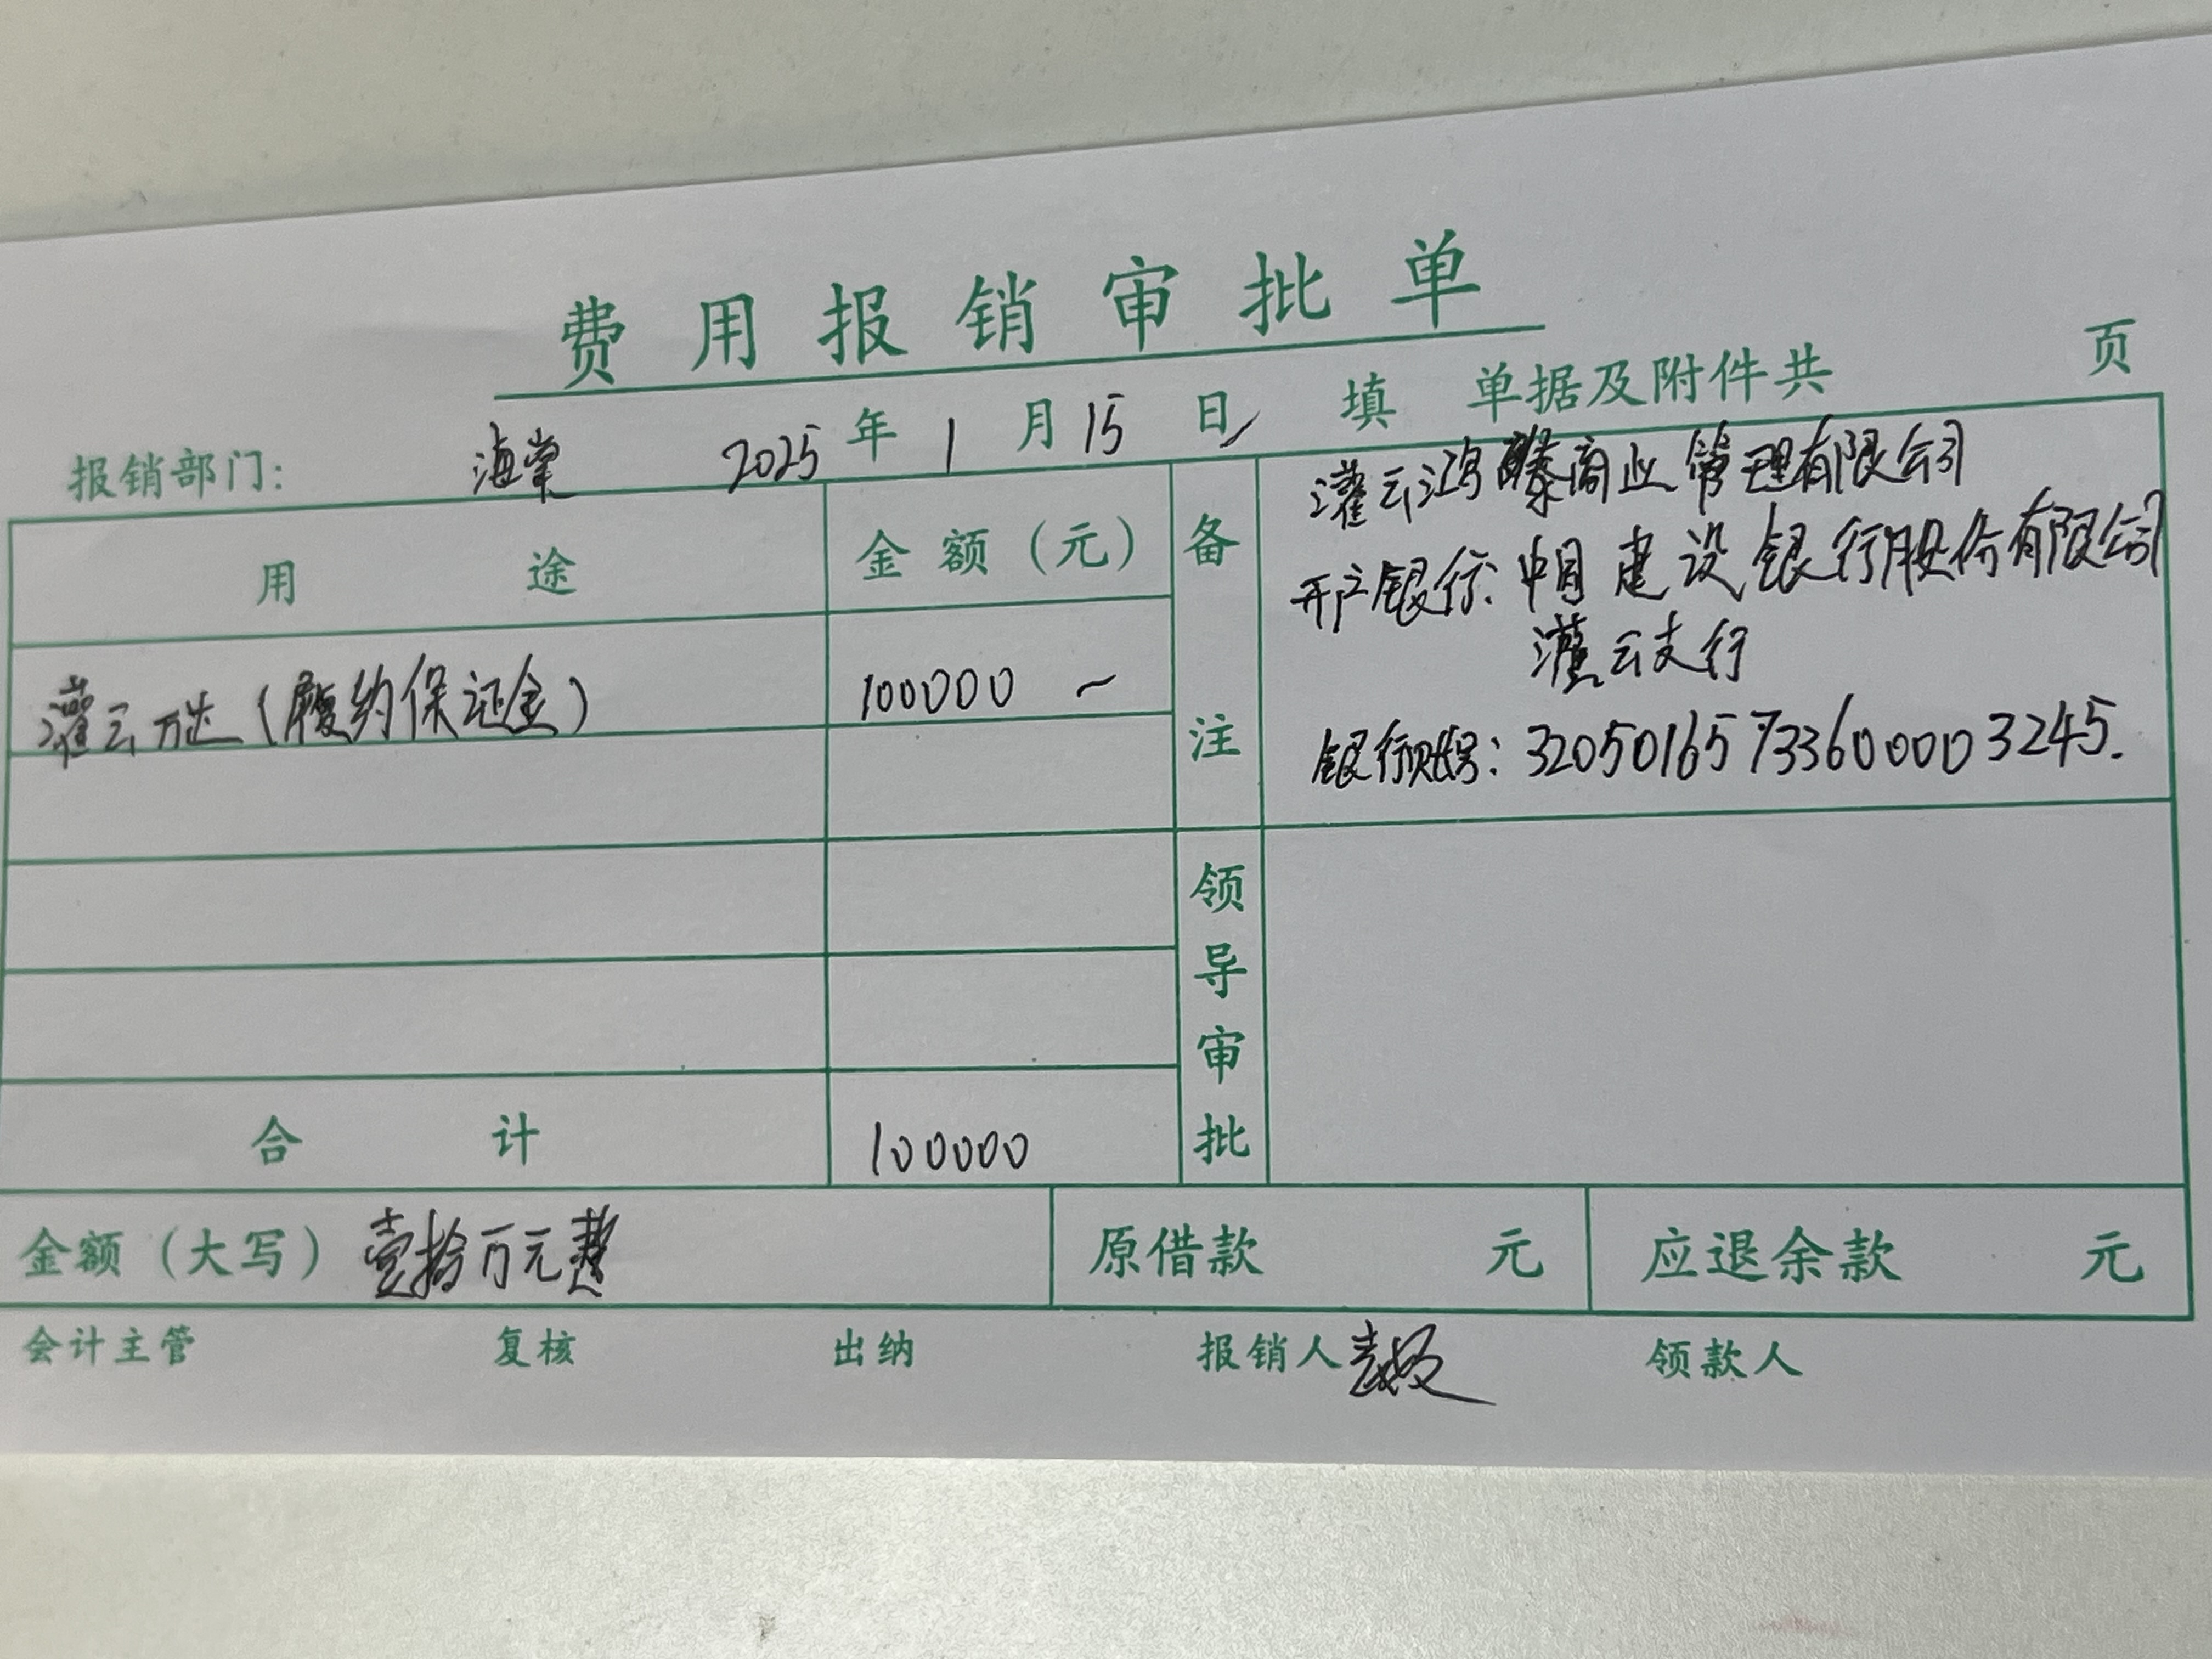 费用报销审批单
报销部门: 海棠 2025 年 1 月 15 日 填 单据及附件共 页
用途 金额(元) 备注 灌云鸿 商业管理有限公司
开户银行: 中国建设银行股份有限公司
灌云支行
灌云万达(履约保证金) 100000 -
银行账号: 32050165733600003245.
领导审批
合计 100000
金额(大写) 壹拾万元整 原借款 元 应退余款 元
会计主管 复核 出纳 报销人 领款人